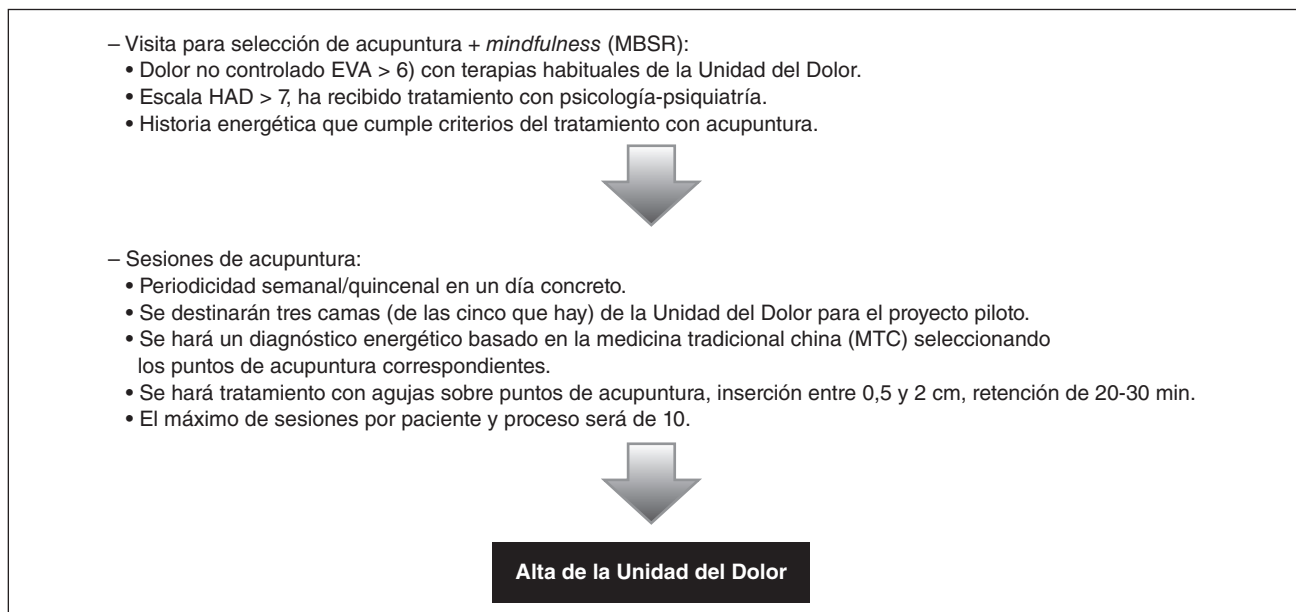 – Visita para selección de acupuntura + mindfulness (MBSR):
• Dolor no controlado EVA > 6) con terapias habituales de la Unidad del Dolor.
• Escala HAD > 7, ha recibido tratamiento con psicología-psiquiatría.
• Historia energética que cumple criterios del tratamiento con acupuntura.
– Sesiones de acupuntura:
• Periodicidad semanal/quincenal en un día concreto.
• Se destinarán tres camas (de las cinco que hay) de la Unidad del Dolor para el proyecto piloto.
• Se hará un diagnóstico energético basado en la medicina tradicional china (MTC) seleccionando
los puntos de acupuntura correspondientes.
• Se hará tratamiento con agujas sobre puntos de acupuntura, inserción entre 0,5 y 2 cm, retención de 20-30 min.
• El máximo de sesiones por paciente y proceso será de 10.
Alta de la Unidad del Dolor